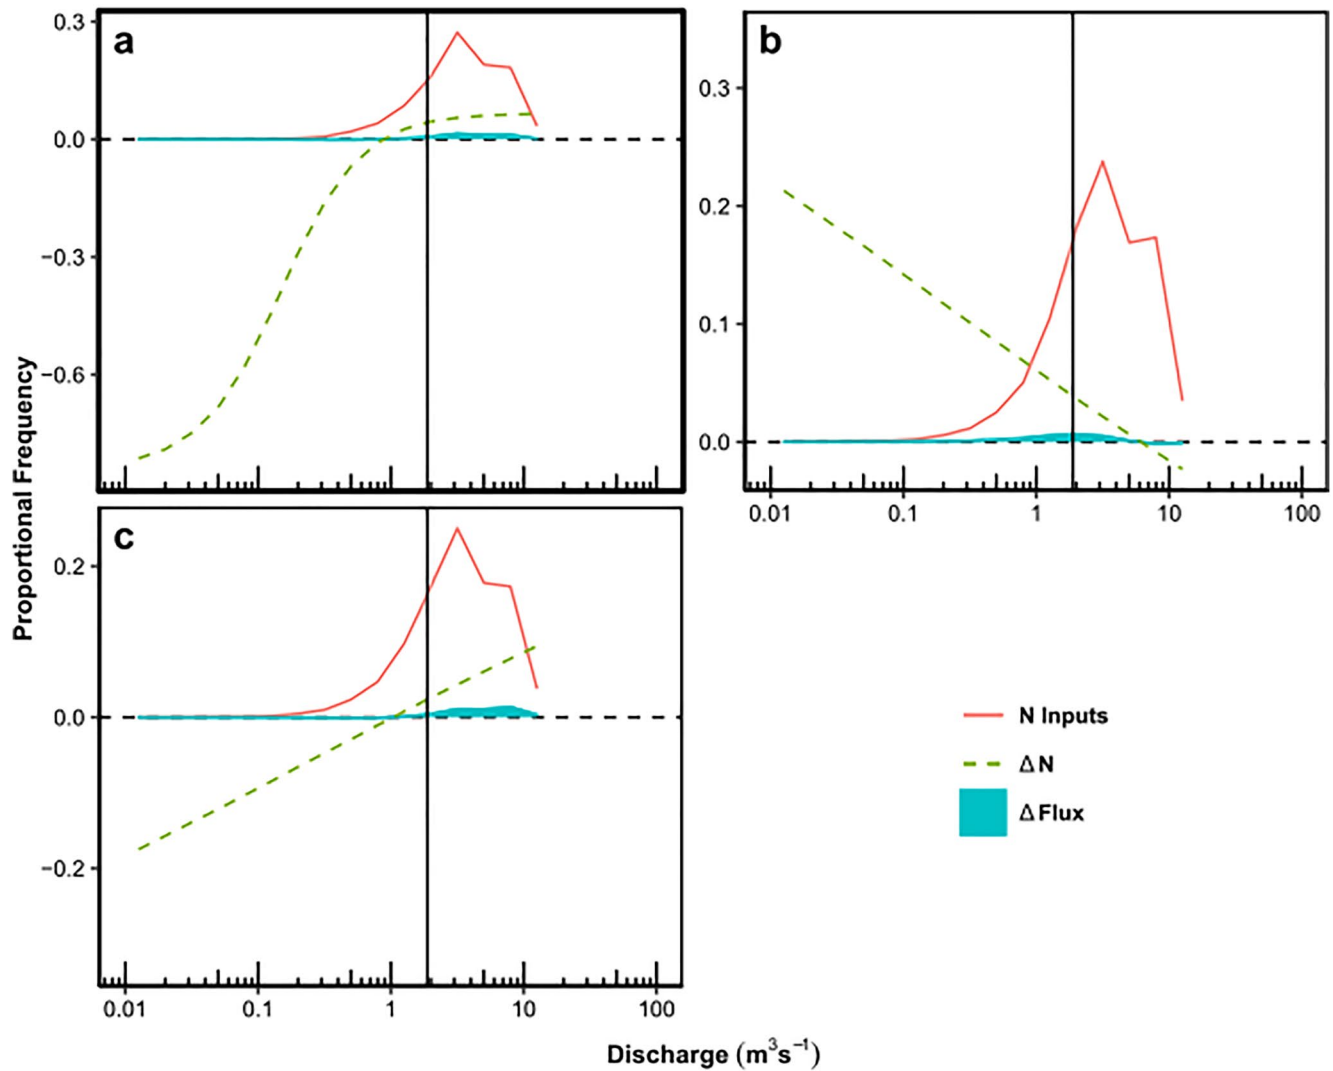 a
0.3
0.0
−0.3
−0.6
b
0.3
0.2
0.1
0.0
0.01 0.1 1 10 100
c
0.2
0.0
−0.2
0.01 0.1 1 10 100
Proportional Frequency
Discharge (m³s⁻¹)
N Inputs
Δ N
Δ Flux